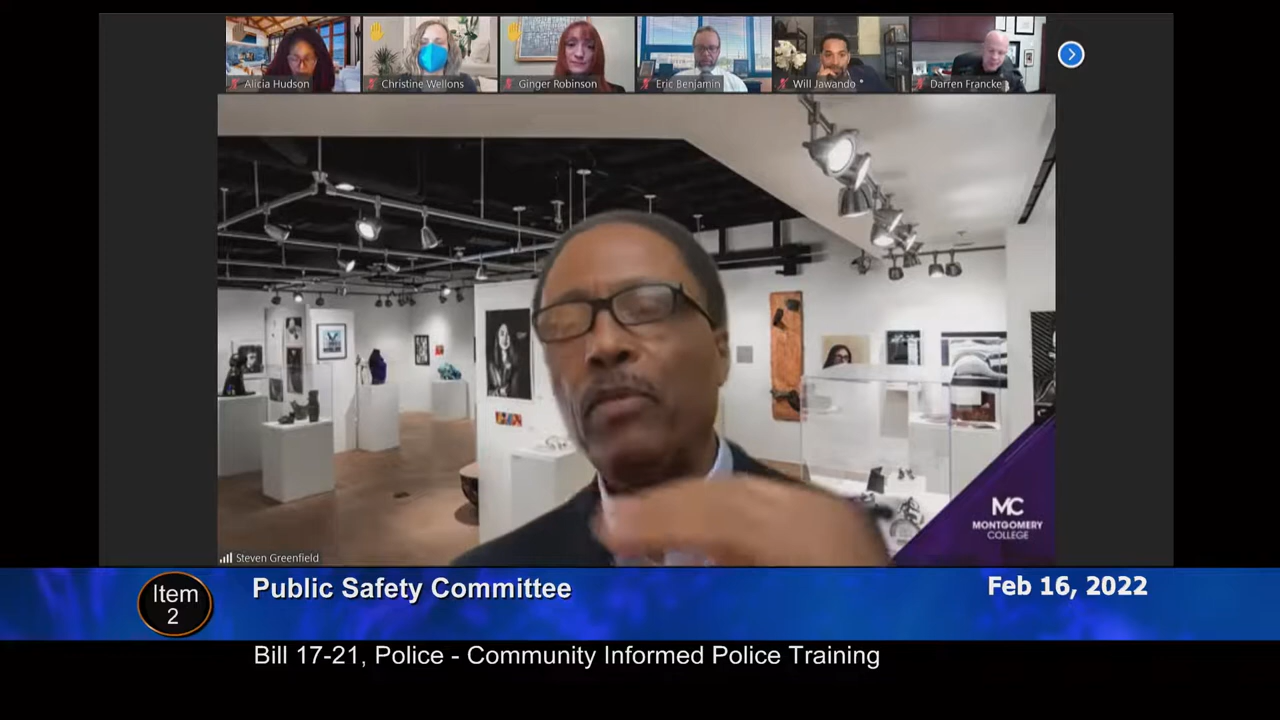 Alicia Hudson
Christine Wellons
Ginger Robinson
Eric Benjamin
Will Jawando
Darren Francke
MC
MONTGOMERY
COLLEGE
Steven Greenfield
Item
2
Public Safety Committee
Feb 16, 2022
Bill 17-21, Police - Community Informed Police Training